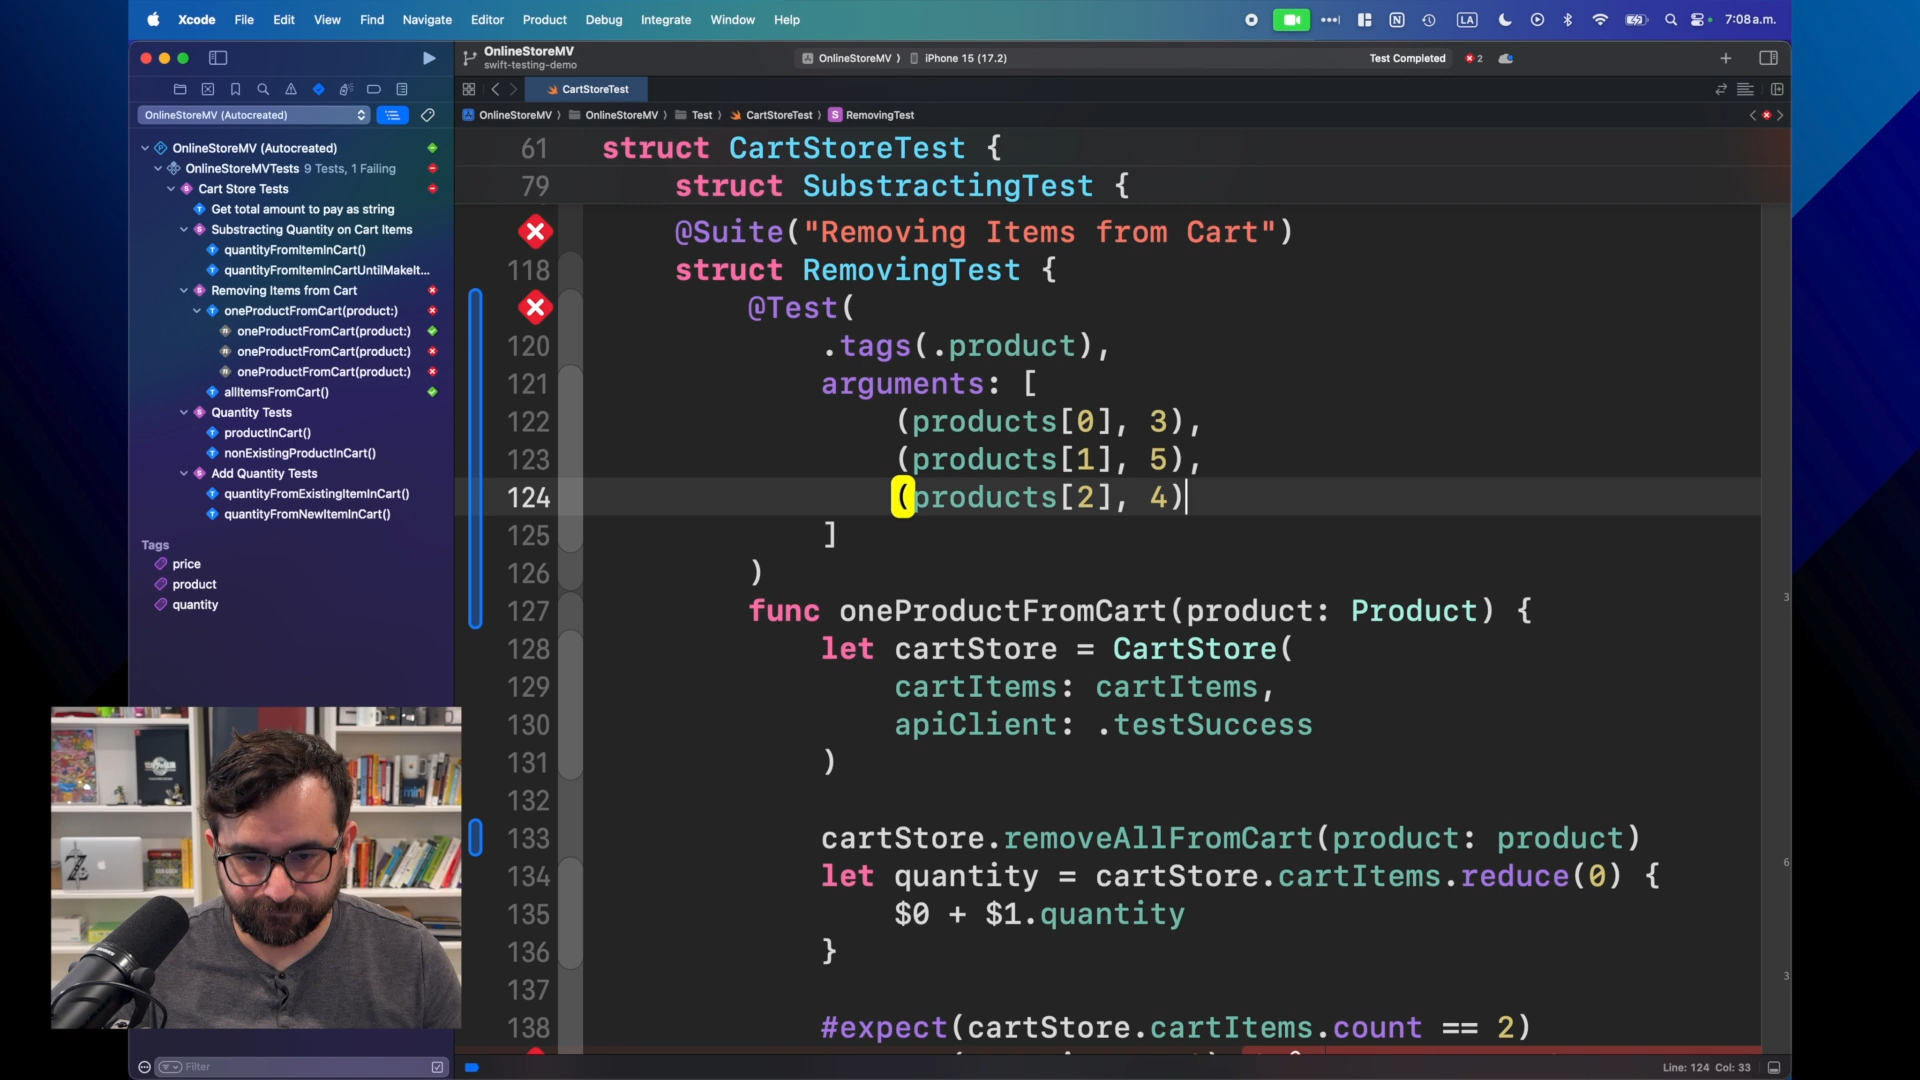 Xcode File Edit View Find Navigate Editor Product Debug Integrate Window Help LA 7:08 a.m.
OnlineStoreMV
swift-testing-demo
OnlineStoreMV iPhone 15 (17.2) Test Completed 2
CartStoreTest
OnlineStoreMV (Autocreated)
OnlineStoreMV OnlineStoreMV Test CartStoreTest S RemovingTest
OnlineStoreMV (Autocreated)
OnlineStoreMVTests 9 Tests, 1 Failing
Cart Store Tests
Get total amount to pay as string
Substracting Quantity on Cart Items
quantityFromItemInCart()
quantityFromItemInCartUntilMakeIt...
Removing Items from Cart
oneProductFromCart(product:)
oneProductFromCart(product:)
oneProductFromCart(product:)
oneProductFromCart(product:)
allItemsFromCart()
Quantity Tests
productInCart()
nonExistingProductInCart()
Add Quantity Tests
quantityFromExistingItemInCart()
quantityFromNewItemInCart()
Tags
price
product
quantity
Filter
61 struct CartStoreTest {
79 struct SubstractingTest {
@Suite("Removing Items from Cart")
118 struct RemovingTest {
@Test(
120 .tags(.product),
121 arguments: [
122 (products[0], 3),
123 (products[1], 5),
124 (products[2], 4)
125 ]
126 )
127 func oneProductFromCart(product: Product) {
128 let cartStore = CartStore(
129 cartItems: cartItems,
130 apiClient: .testSuccess
131 )
132
133 cartStore.removeAllFromCart(product: product)
134 let quantity = cartStore.cartItems.reduce(0) {
135 $0 + $1.quantity
136 }
137
138 #expect(cartStore.cartItems.count == 2)
3
6
3
Line: 124 Col: 33